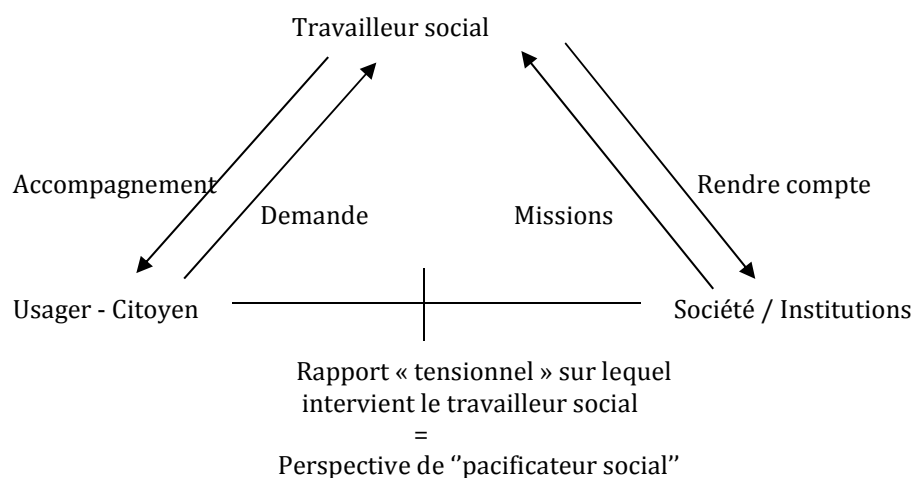 Travailleur social
Accompagnement
Rendre compte
Demande
Missions
Usager - Citoyen
Société / Institutions
Rapport « tensionnel » sur lequel
intervient le travailleur social
=
Perspective de ‘’pacificateur social’’